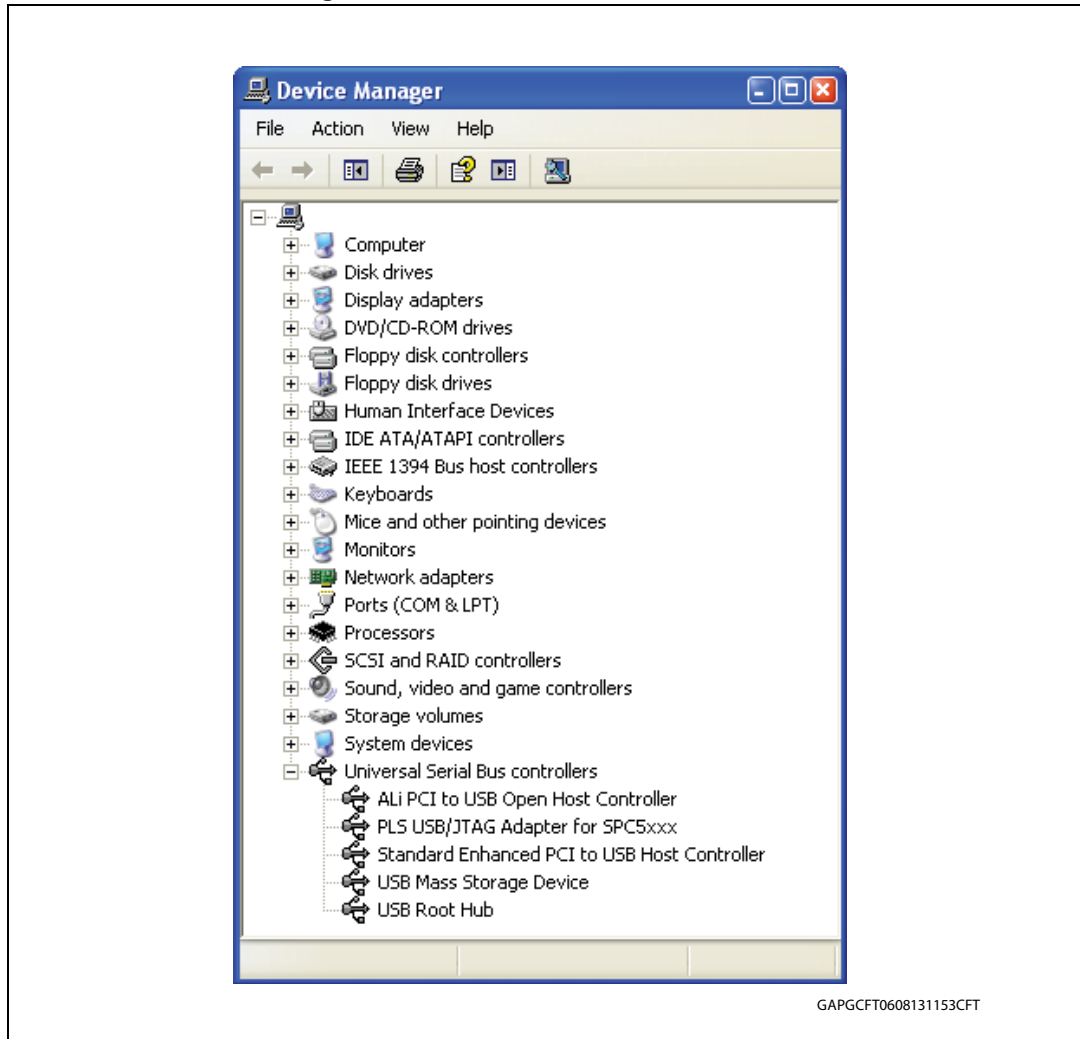 Device Manager
File Action View Help
Computer
Disk drives
Display adapters
DVD/CD-ROM drives
Floppy disk controllers
Floppy disk drives
Human Interface Devices
IDE ATA/ATAPI controllers
IEEE 1394 Bus host controllers
Keyboards
Mice and other pointing devices
Monitors
Network adapters
Ports (COM & LPT)
Processors
SCSI and RAID controllers
Sound, video and game controllers
Storage volumes
System devices
Universal Serial Bus controllers
ALi PCI to USB Open Host Controller
PLS USB/JTAG Adapter for SPC5xxx
Standard Enhanced PCI to USB Host Controller
USB Mass Storage Device
USB Root Hub
GAPGCFT0608131153CFT